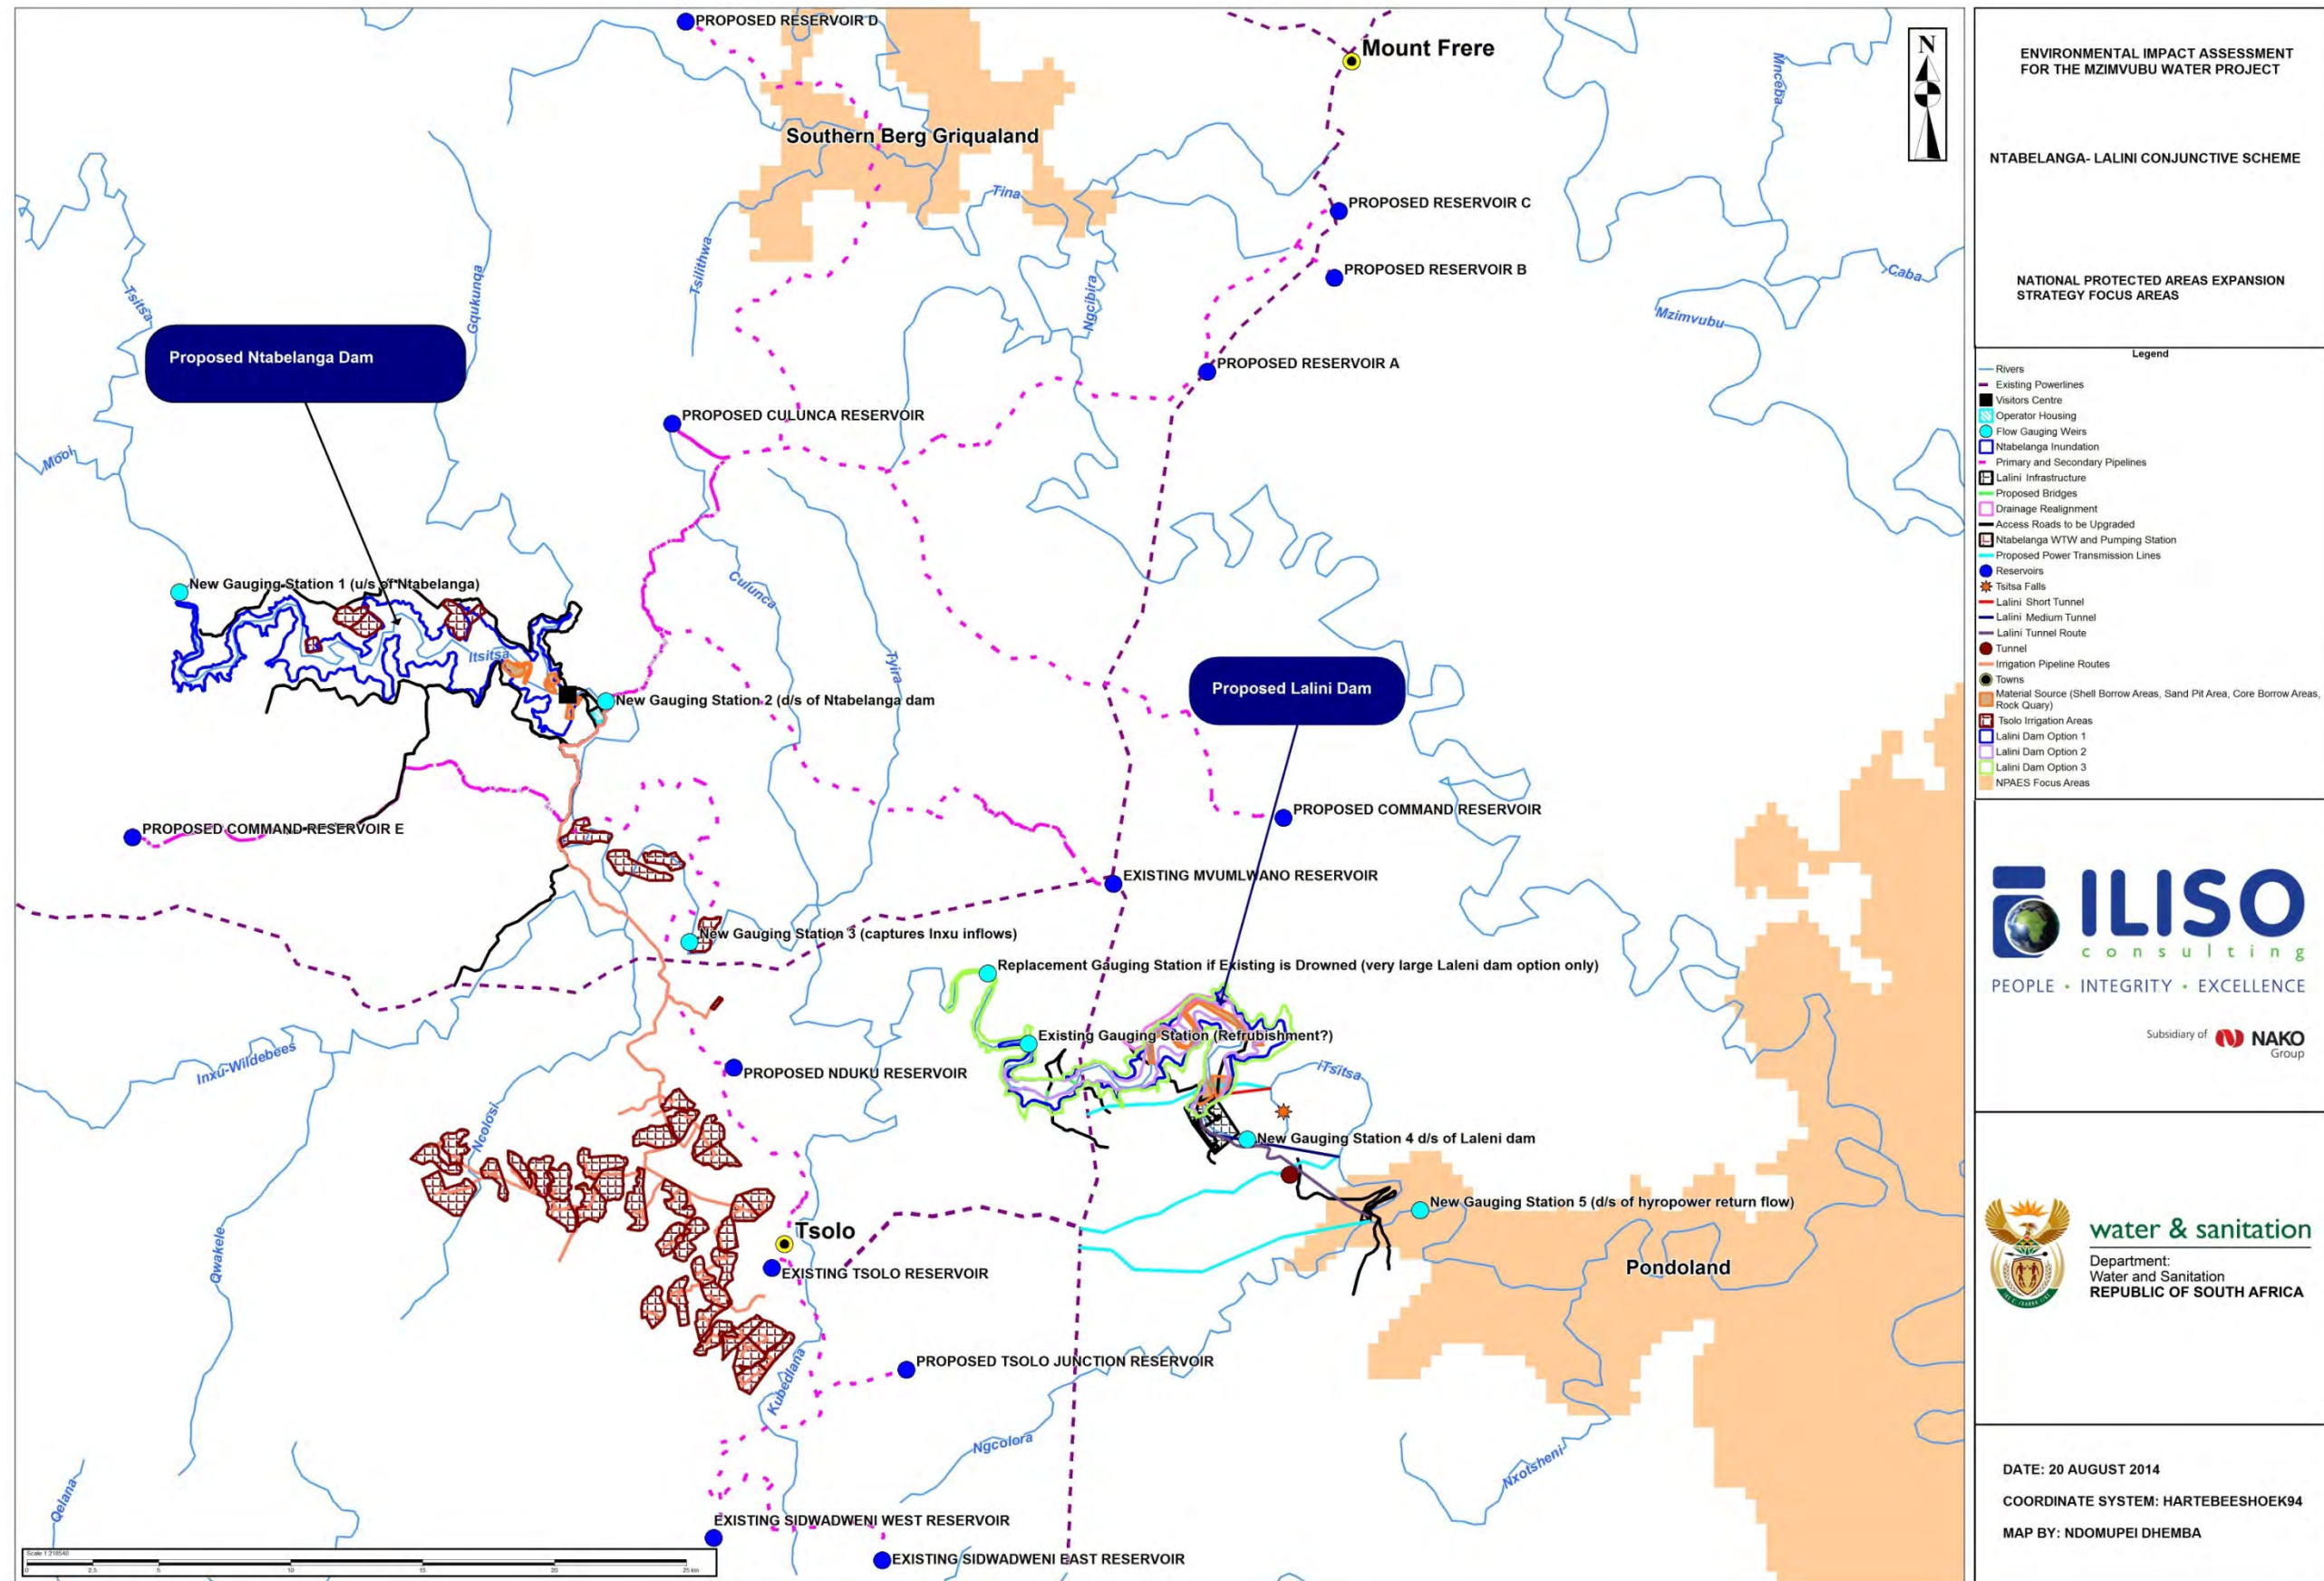 PROPOSED RESERVOIR D
Mount Frere
Mnceba
Southern Berg Griqualand
Tina
PROPOSED RESERVOIR C
Tsilithwa
PROPOSED RESERVOIR B
Caba
Tsitsa
Gqukunqa
Ngcibira
Mzimvubu
Proposed Ntabelanga Dam
PROPOSED RESERVOIR A
PROPOSED CULUNCA RESERVOIR
Mooi
New Gauging Station 1 (u/s of Ntabelanga)
Culunca
Itsitsa
Tyira
New Gauging Station 2 (d/s of Ntabelanga dam
Proposed Lalini Dam
PROPOSED COMMAND RESERVOIR
PROPOSED COMMAND RESERVOIR E
EXISTING MVUMLWANO RESERVOIR
New Gauging Station 3 (captures Inxu inflows)
Replacement Gauging Station if Existing is Drowned (very large Laleni dam option only)
Existing Gauging Station (Refrubishment?)
Inxu-Wildebees
PROPOSED NDUKU RESERVOIR
iTsitsa
Ncolosi
New Gauging Station 4 d/s of Laleni dam
New Gauging Station 5 (d/s of hyropower return flow)
Tsolo
Qwakele
EXISTING TSOLO RESERVOIR
Pondoland
PROPOSED TSOLO JUNCTION RESERVOIR
Kubedlana
Ngcolora
Nxotsheni
Qelana
EXISTING SIDWADWENI WEST RESERVOIR
EXISTING SIDWADWENI EAST RESERVOIR
Scale 1:218540
0 2,5 5 10 15 20 25 km
N
ENVIRONMENTAL IMPACT ASSESSMENT
FOR THE MZIMVUBU WATER PROJECT
NTABELANGA- LALINI CONJUNCTIVE SCHEME
NATIONAL PROTECTED AREAS EXPANSION
STRATEGY FOCUS AREAS
Legend
Rivers
Existing Powerlines
Visitors Centre
Operator Housing
Flow Gauging Weirs
Ntabelanga Inundation
Primary and Secondary Pipelines
Lalini Infrastructure
Proposed Bridges
Drainage Realignment
Access Roads to be Upgraded
Ntabelanga WTW and Pumping Station
Proposed Power Transmission Lines
Reservoirs
Tsitsa Falls
Lalini Short Tunnel
Lalini Medium Tunnel
Lalini Tunnel Route
Tunnel
Irrigation Pipeline Routes
Towns
Material Source (Shell Borrow Areas, Sand Pit Area, Core Borrow Areas,
Rock Quary)
Tsolo Irrigation Areas
Lalini Dam Option 1
Lalini Dam Option 2
Lalini Dam Option 3
NPAES Focus Areas
ILISO
consulting
PEOPLE • INTEGRITY • EXCELLENCE
Subsidiary of NAKO
Group
water & sanitation
Department:
Water and Sanitation
REPUBLIC OF SOUTH AFRICA
DATE: 20 AUGUST 2014
COORDINATE SYSTEM: HARTEBEESHOEK94
MAP BY: NDOMUPEI DHEMBA